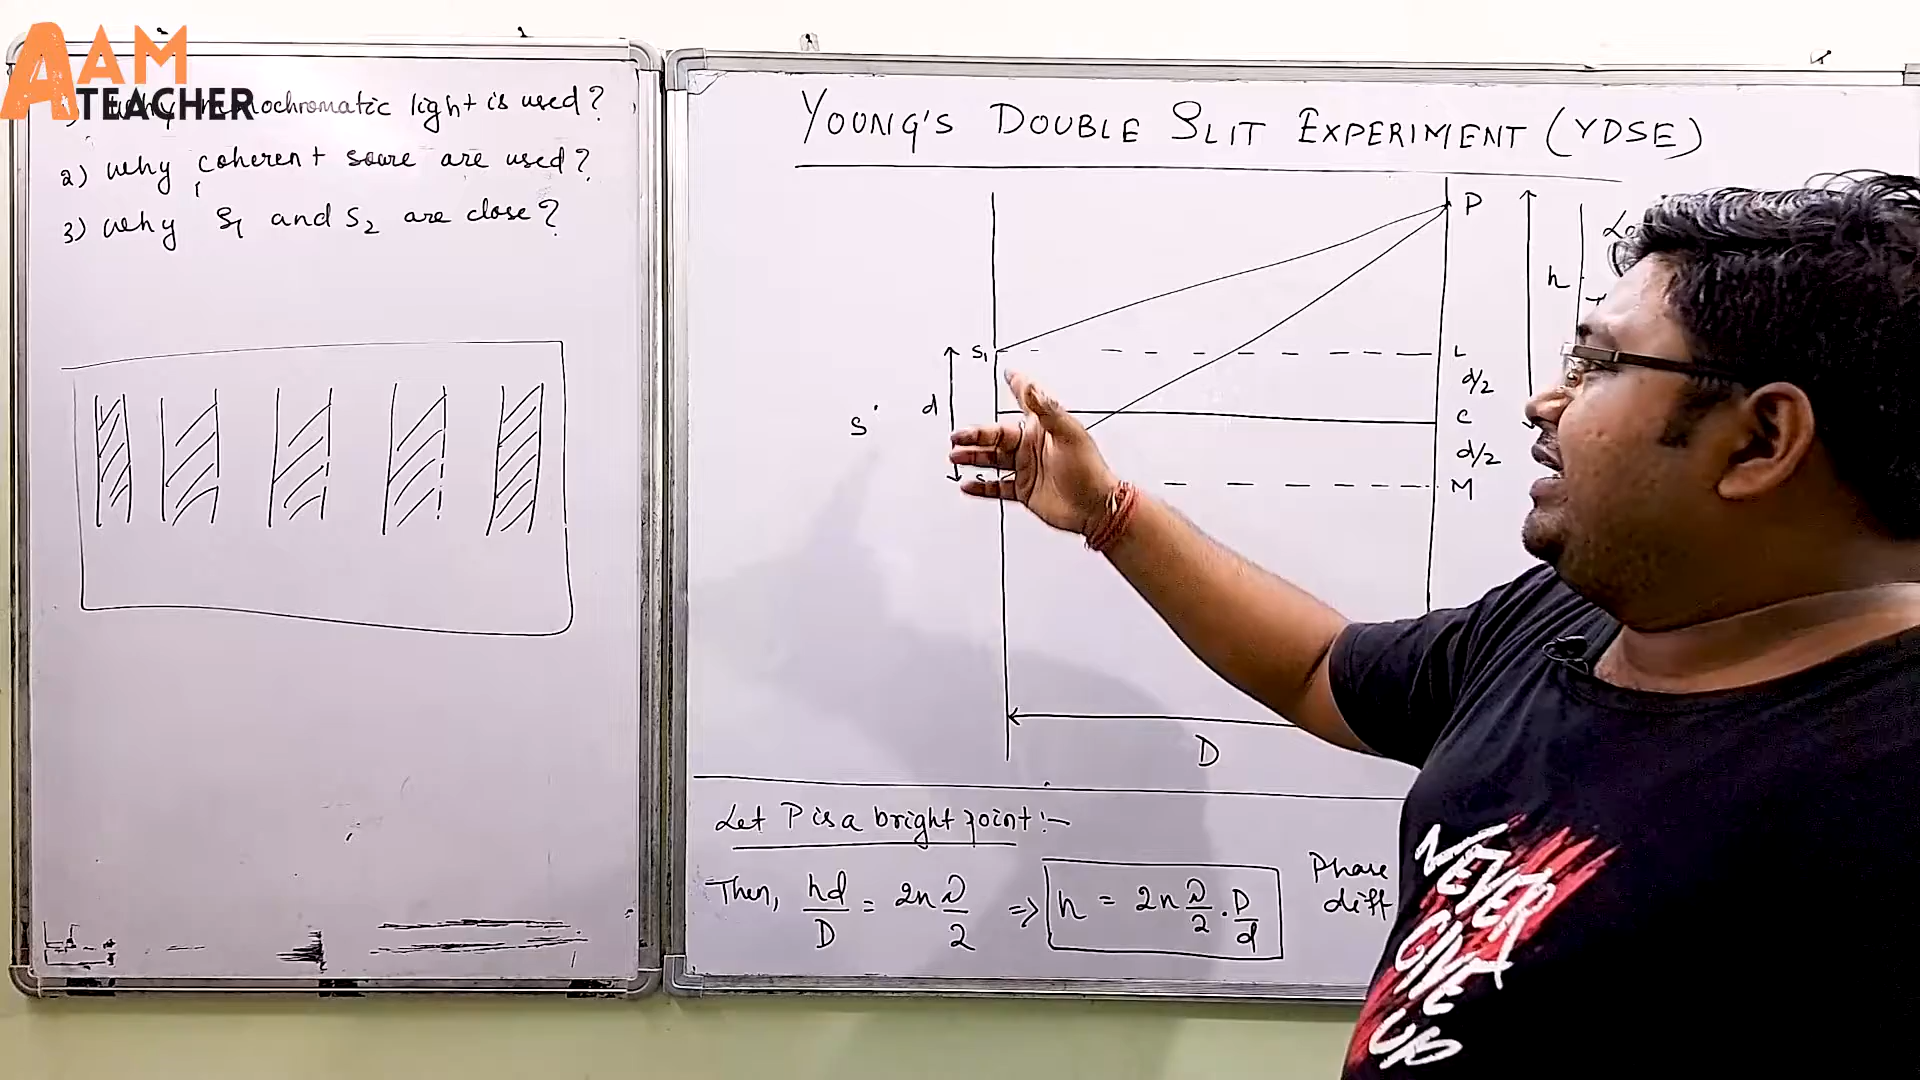 AAM
TEACHER
monochromatic light is used?
2) why coherent soure are used?
3) why S1 and S2 are close?
YOUNG'S DOUBLE SLIT EXPERIMENT (YDSE)
P
h
S1
L
d/2
d
S
C
d/2
M
D
Let P is a bright point :-
Then, hd/D = 2n λ/2 => h = 2n λ/2 . D/d
Phase
diff
NEVER
GIVE
UP